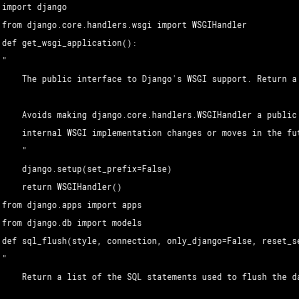 import django
from django.core.handlers.wsgi import WSGIHandler
def get_wsgi_application():
"
The public interface to Django's WSGI support. Return a
Avoids making django.core.handlers.WSGIHandler a public
internal WSGI implementation changes or moves in the fut
"
django.setup(set_prefix=False)
return WSGIHandler()
from django.apps import apps
from django.db import models
def sql_flush(style, connection, only_django=False, reset_se
"
Return a list of the SQL statements used to flush the da